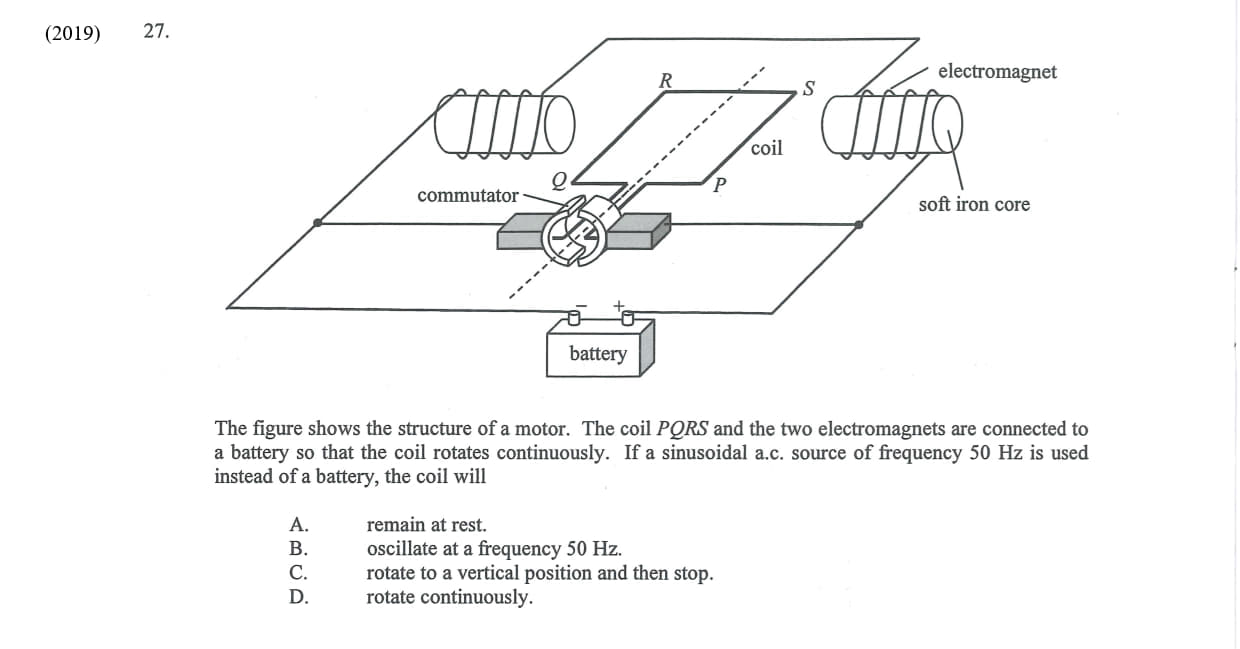 (2019) 27.
electromagnet
R
S
coil
Q
P
commutator
soft iron core
− +
battery
The figure shows the structure of a motor. The coil PQRS and the two electromagnets are connected to
a battery so that the coil rotates continuously. If a sinusoidal a.c. source of frequency 50 Hz is used
instead of a battery, the coil will
A. remain at rest.
B. oscillate at a frequency 50 Hz.
C. rotate to a vertical position and then stop.
D. rotate continuously.